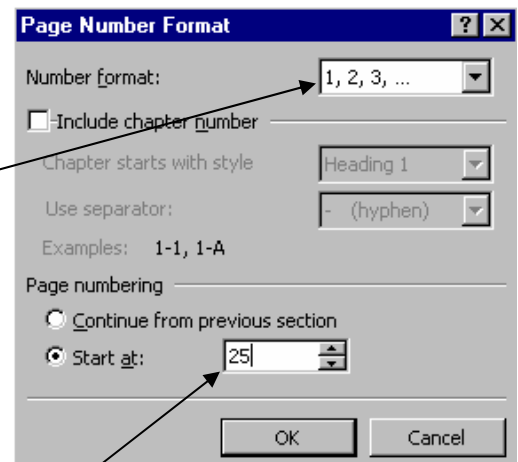 Page Number Format
Number format: 1, 2, 3, ...
Include chapter number
Chapter starts with style Heading 1
Use separator: - (hyphen)
Examples: 1-1, 1-A
Page numbering
Continue from previous section
Start at: 25
OK Cancel